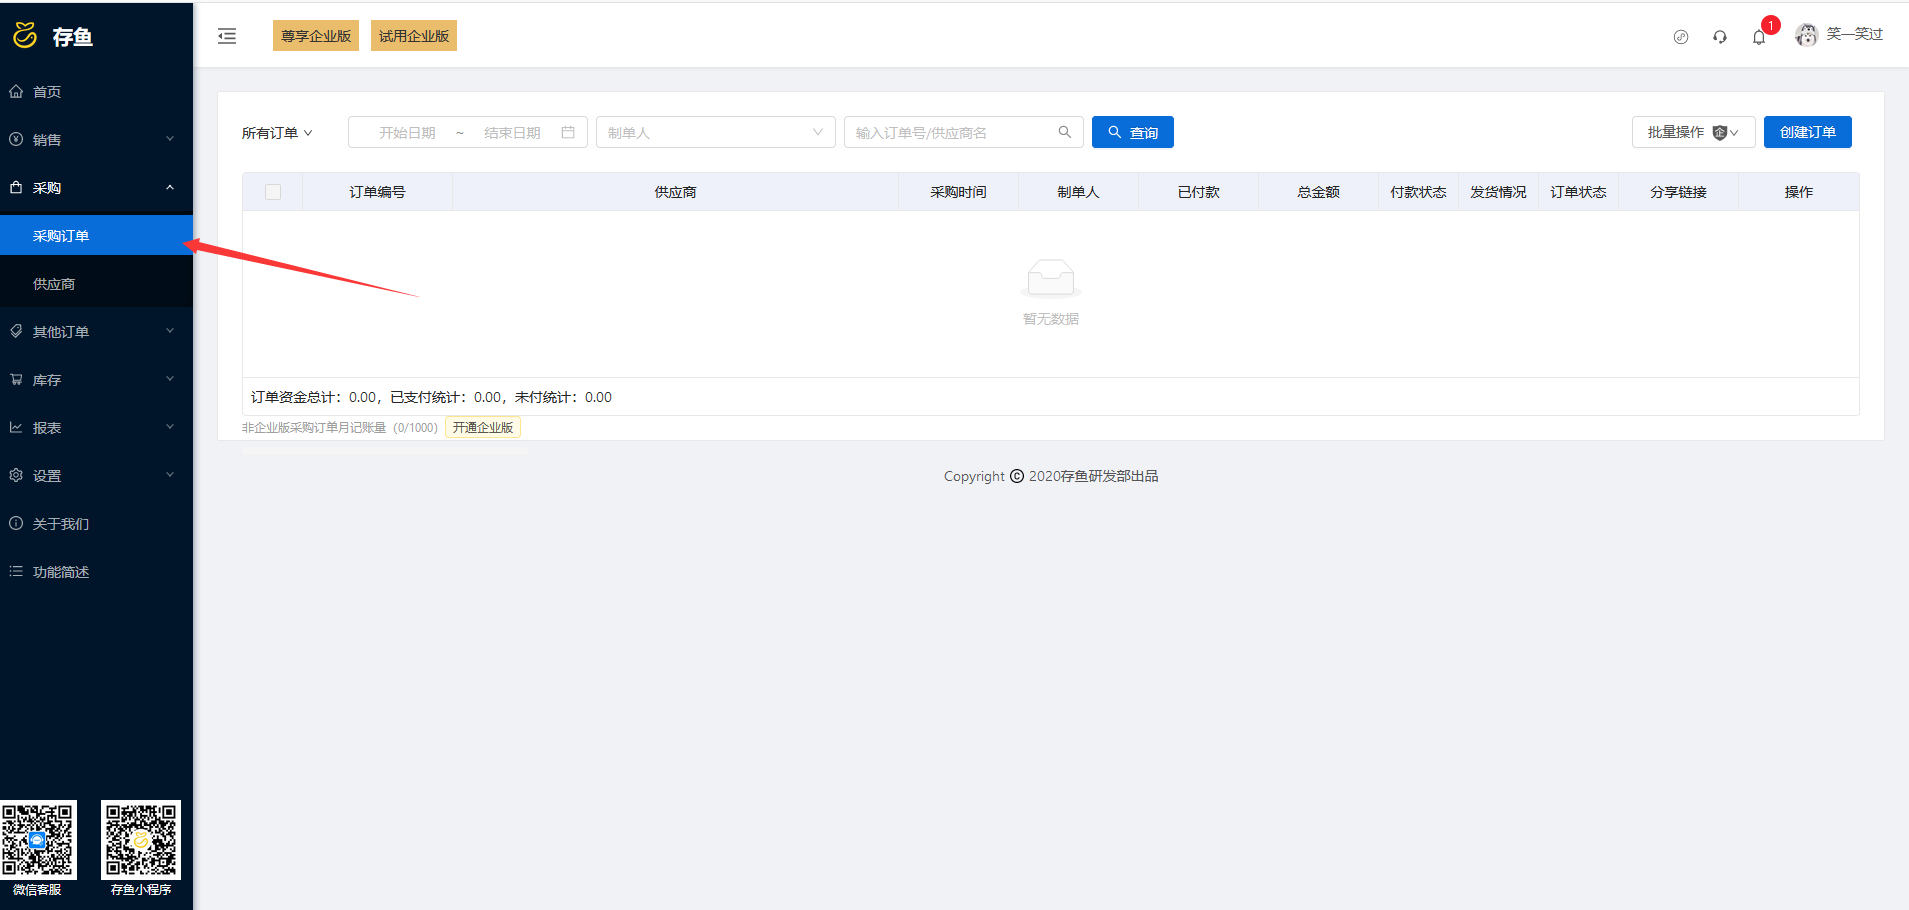 存鱼
尊享企业版 试用企业版
1
笑一笑过
首页
销售
采购
采购订单
供应商
其他订单
库存
报表
设置
关于我们
功能简述
微信客服 存鱼小程序
所有订单 开始日期 ~ 结束日期 制单人 输入订单号/供应商名 查询 批量操作 企 创建订单
订单编号 供应商 采购时间 制单人 已付款 总金额 付款状态 发货情况 订单状态 分享链接 操作
暂无数据
订单资金总计：0.00，已支付统计：0.00，未付统计：0.00
非企业版采购订单月记账量（0/1000） 开通企业版
Copyright © 2020存鱼研发部出品